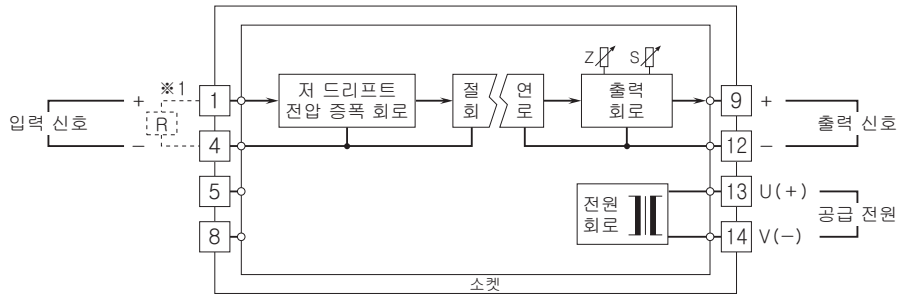 ※1
입력 신호
+
R
−
1
4
5
8
저 드리프트
전압 증폭 회로
절 연
회 로
Z
S
출력
회로
전원
회로
9 +
12 −
출력 신호
13 U(+)
14 V(−)
공급 전원
소켓